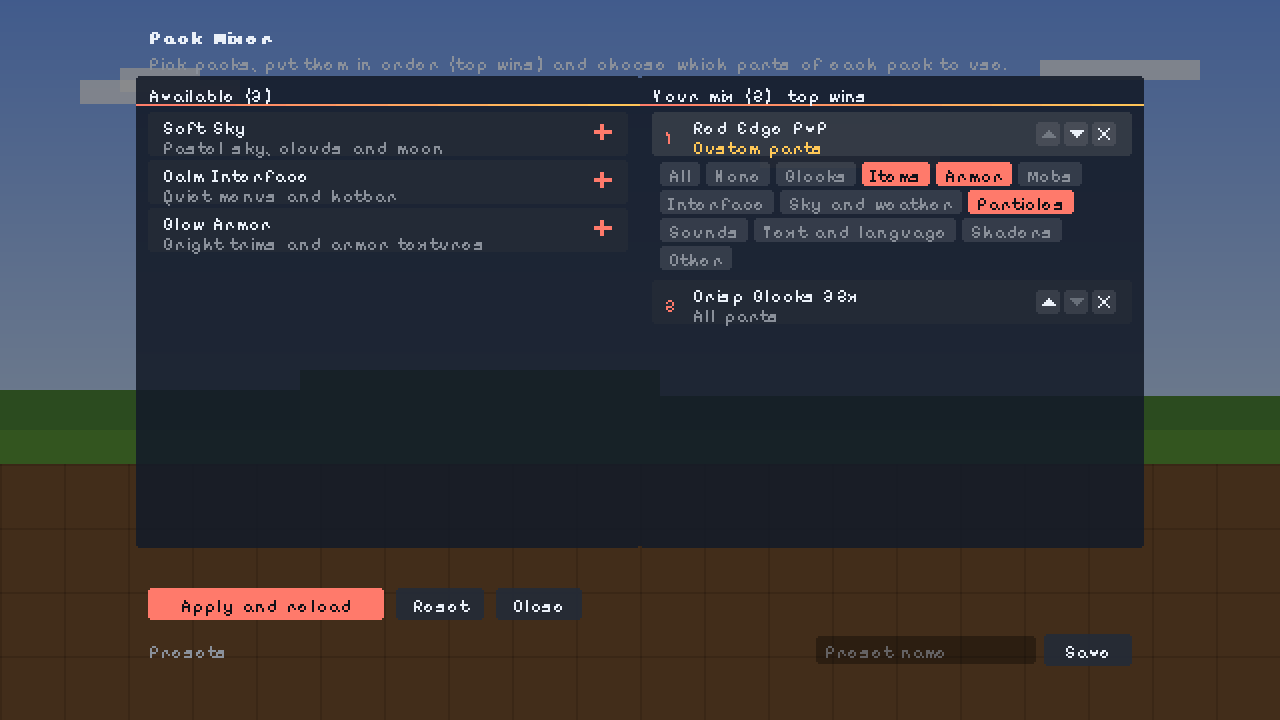 Pack Mixer
Pick packs, put them in order (top wins) and choose which parts of each pack to use.
Available (3)
Soft Sky
Pastel sky, clouds and moon
Calm Interface
Quiet menus and hotbar
Glow Armor
Bright trims and armor textures
Your mix (2) top wins
1 Red Edge PvP
Custom parts
All None Blocks Items Armor Mobs
Interface Sky and weather Particles
Sounds Text and language Shaders
Other
2 Crisp Blocks 32x
All parts
Apply and reload Reset Close
Presets Preset name Save